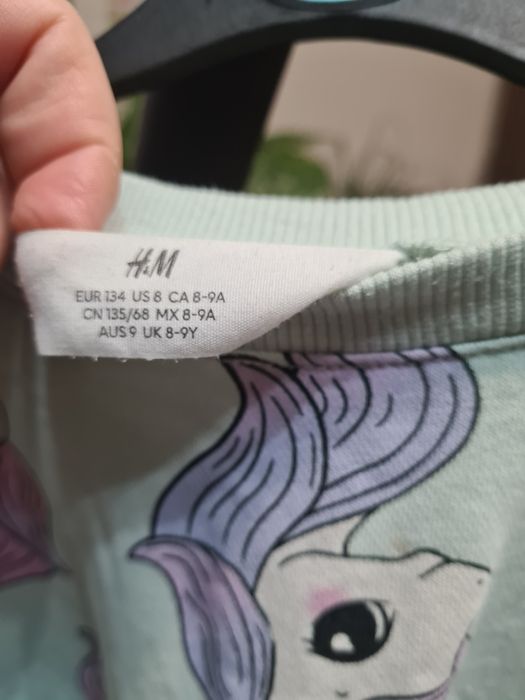 H&M
EUR 134 US 8 CA 8-9A
CN 135/68 MX 8-9A
AUS 9 UK 8-9Y